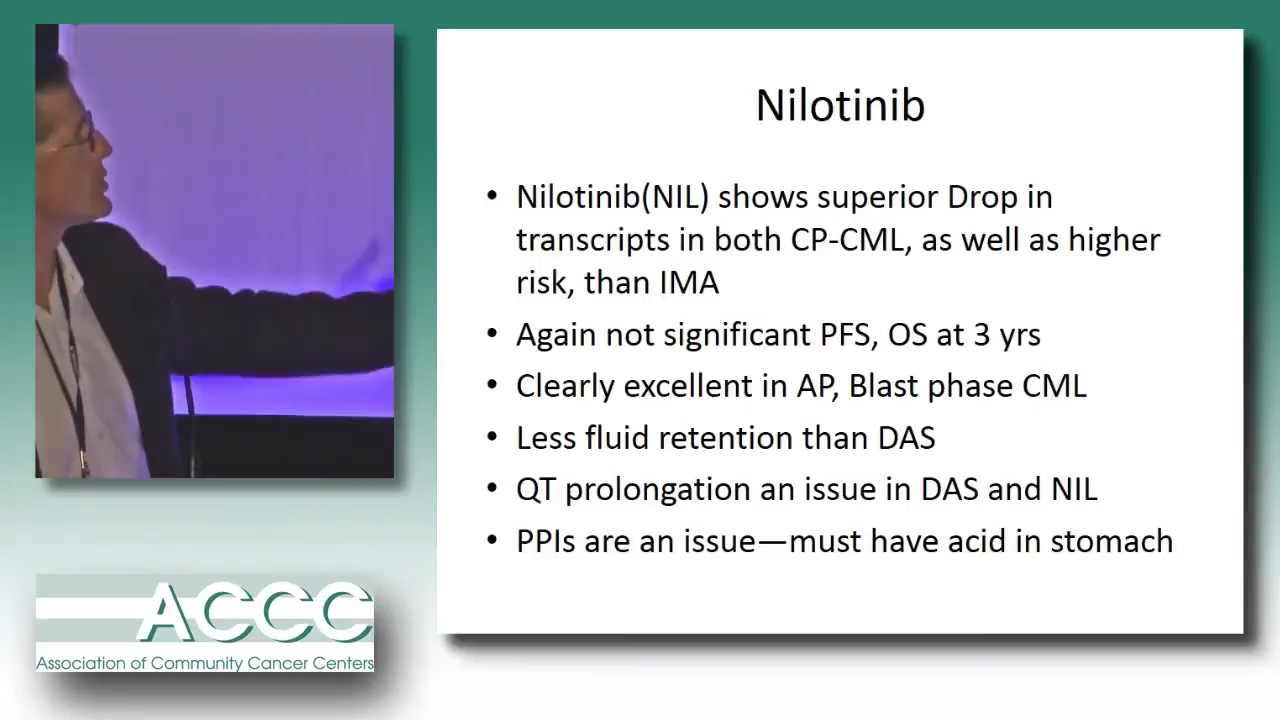 Nilotinib
• Nilotinib(NIL) shows superior Drop in
transcripts in both CP-CML, as well as higher
risk, than IMA
• Again not significant PFS, OS at 3 yrs
• Clearly excellent in AP, Blast phase CML
• Less fluid retention than DAS
• QT prolongation an issue in DAS and NIL
• PPIs are an issue—must have acid in stomach
ACCC
Association of Community Cancer Centers